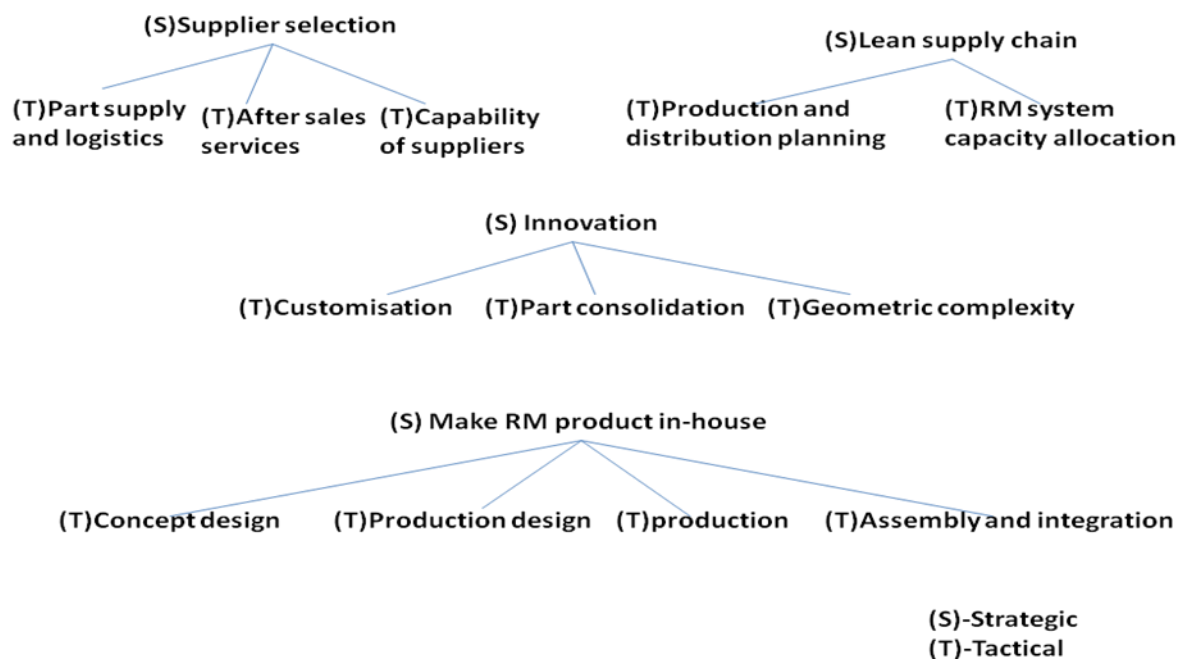 (S)Supplier selection
(S)Lean supply chain
(T)Part supply
and logistics
(T)After sales
services
(T)Capability
of suppliers
(T)Production and
distribution planning
(T)RM system
capacity allocation
(S) Innovation
(T)Customisation
(T)Part consolidation
(T)Geometric complexity
(S) Make RM product in-house
(T)Concept design
(T)Production design
(T)production
(T)Assembly and integration
(S)-Strategic
(T)-Tactical